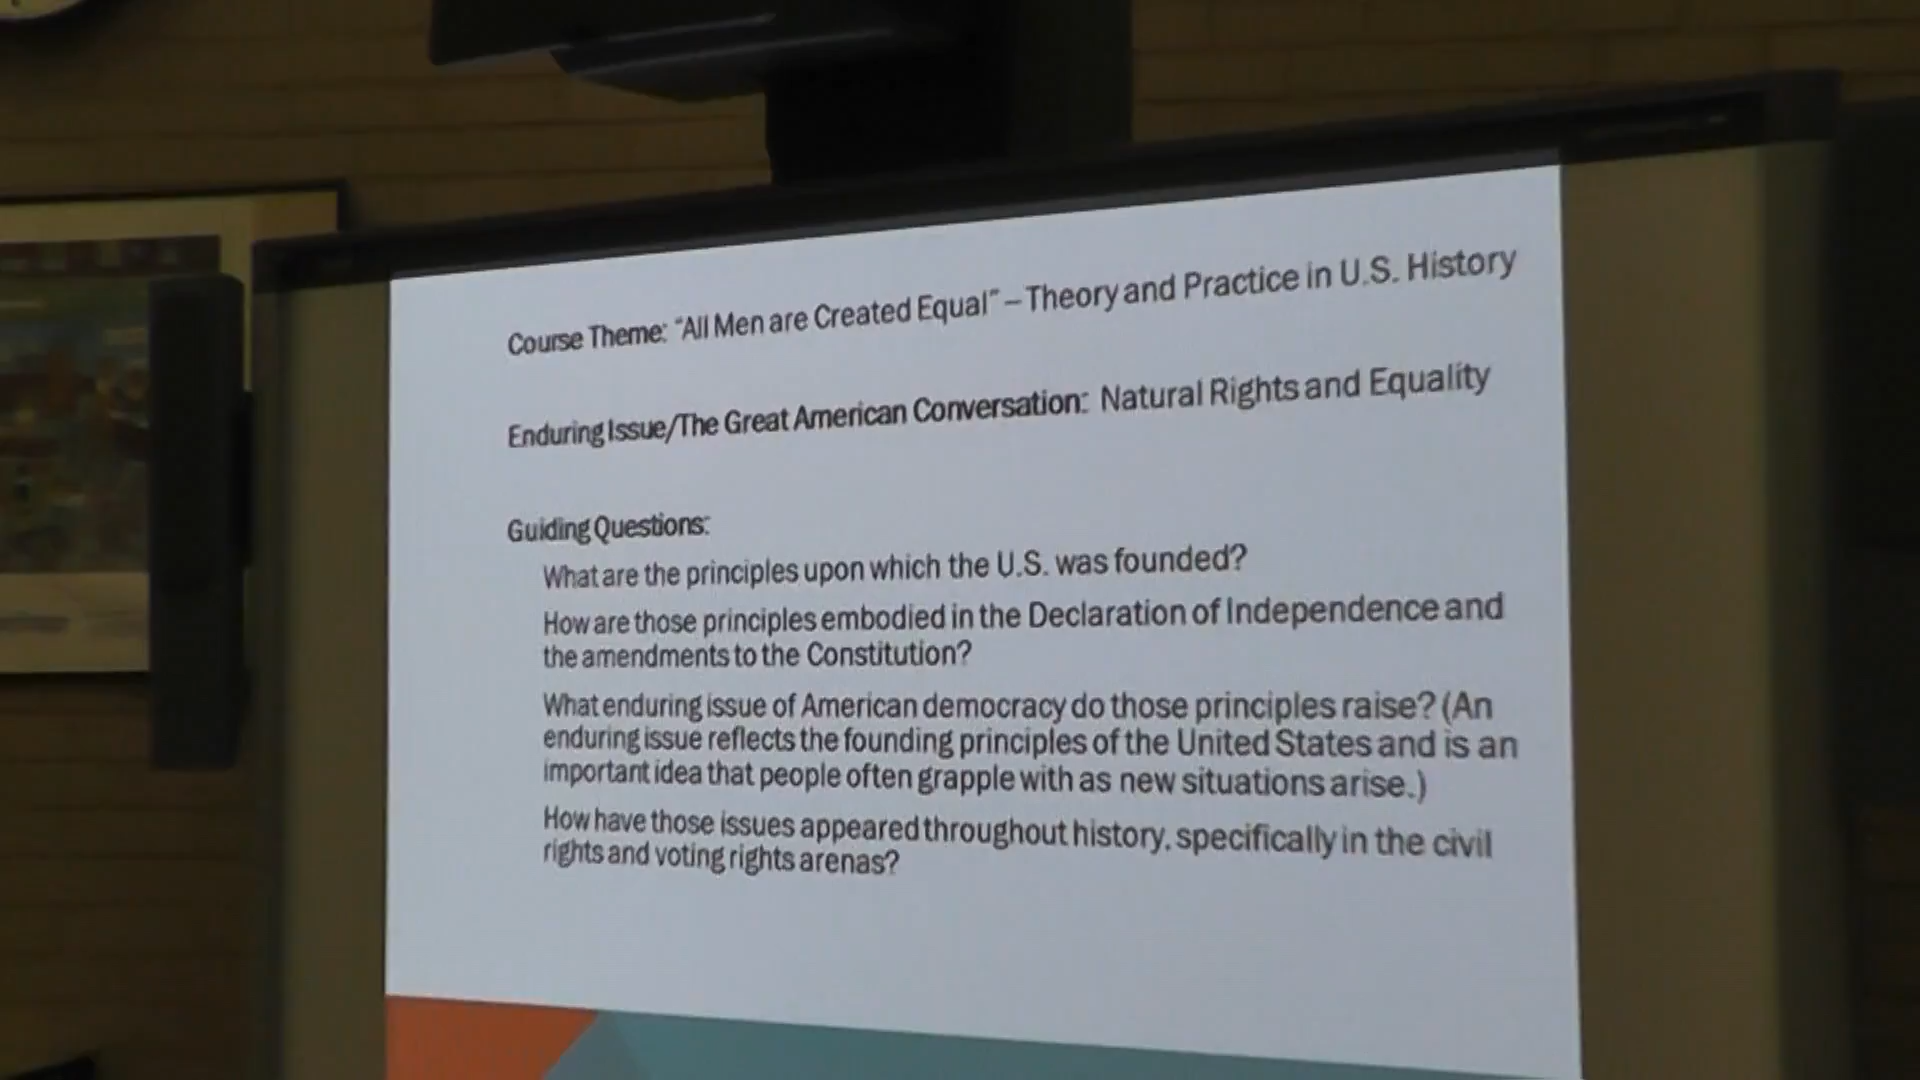 Course Theme: “All Men are Created Equal” – Theory and Practice in U.S. History
Enduring Issue/The Great American Conversation: Natural Rights and Equality
Guiding Questions:
What are the principles upon which the U.S. was founded?
How are those principles embodied in the Declaration of Independence and
the amendments to the Constitution?
What enduring issue of American democracy do those principles raise? (An
enduring issue reflects the founding principles of the United States and is an
important idea that people often grapple with as new situations arise.)
How have those issues appeared throughout history, specifically in the civil
rights and voting rights arenas?